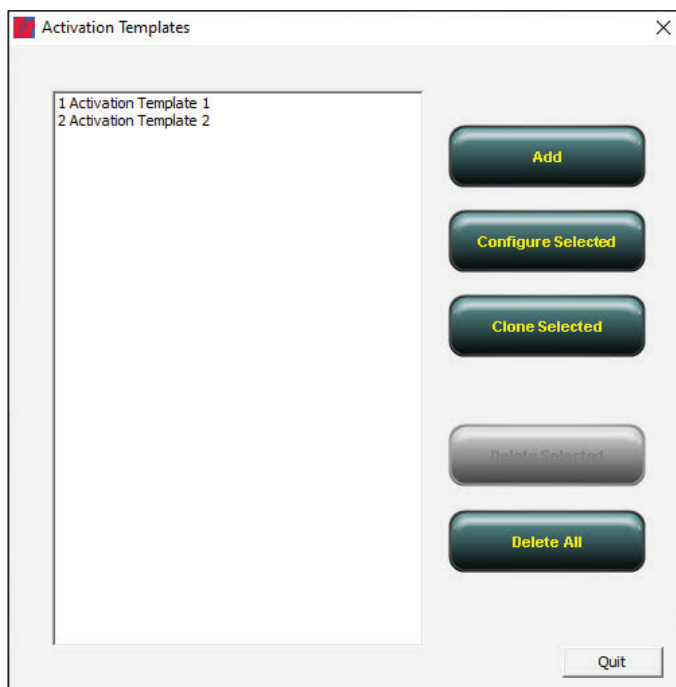 Activation Templates
1 Activation Template 1
2 Activation Template 2
Add
Configure Selected
Clone Selected
Delete Selected
Delete All
Quit